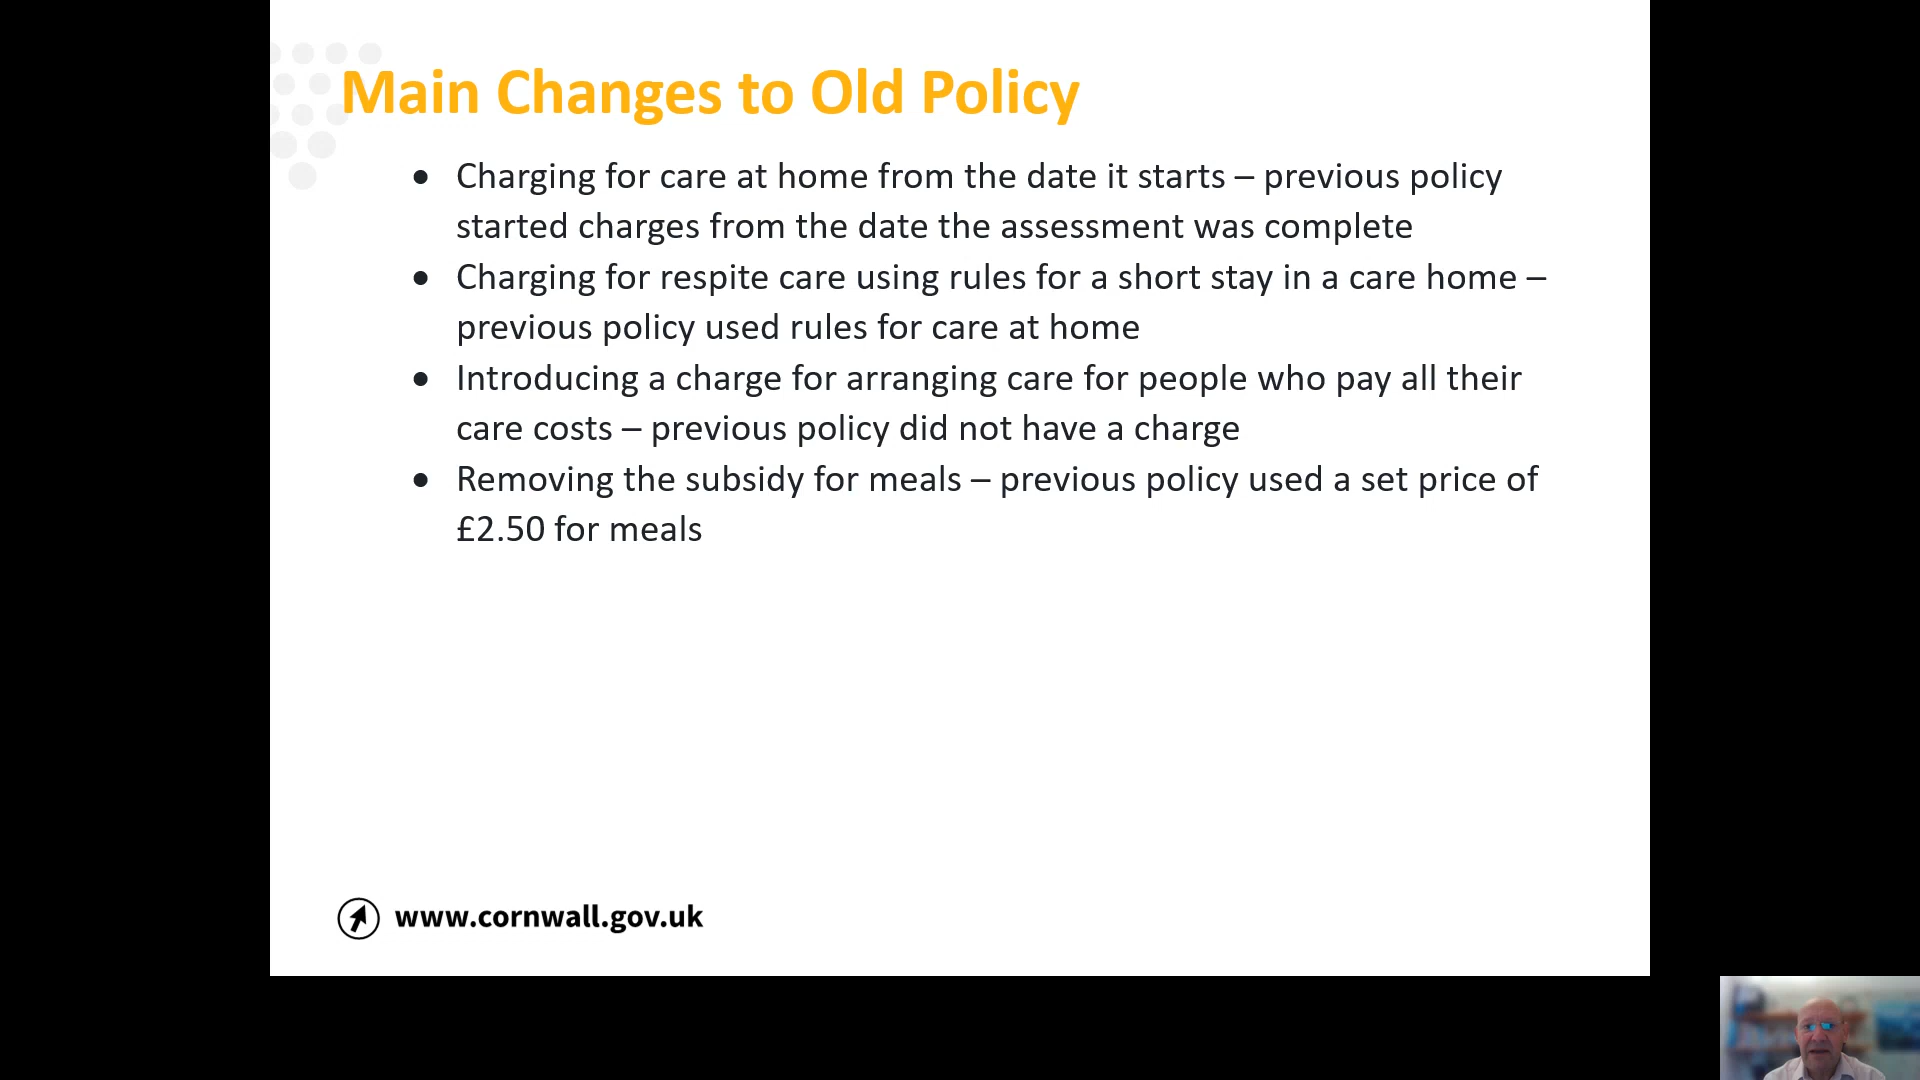 Main Changes to Old Policy
• Charging for care at home from the date it starts – previous policy
started charges from the date the assessment was complete
• Charging for respite care using rules for a short stay in a care home –
previous policy used rules for care at home
• Introducing a charge for arranging care for people who pay all their
care costs – previous policy did not have a charge
• Removing the subsidy for meals – previous policy used a set price of
£2.50 for meals
www.cornwall.gov.uk